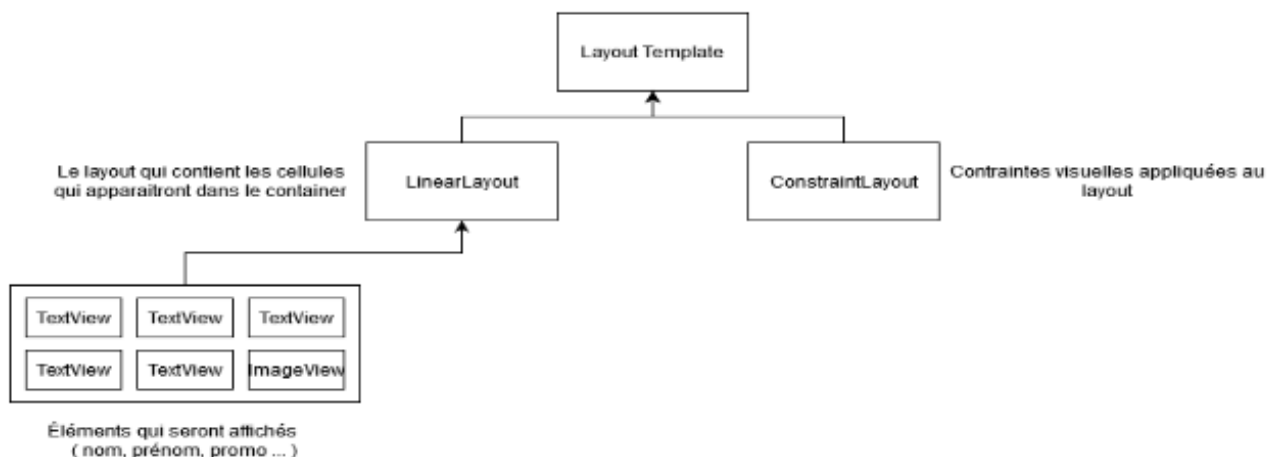 Layout Template
Le layout qui contient les cellules
qui apparaitront dans le container
LinearLayout
ConstraintLayout
Contraintes visuelles appliquées au
layout
TextView
TextView
TextView
TextView
TextView
ImageView
Éléments qui seront affichés
( nom, prénom, promo ... )